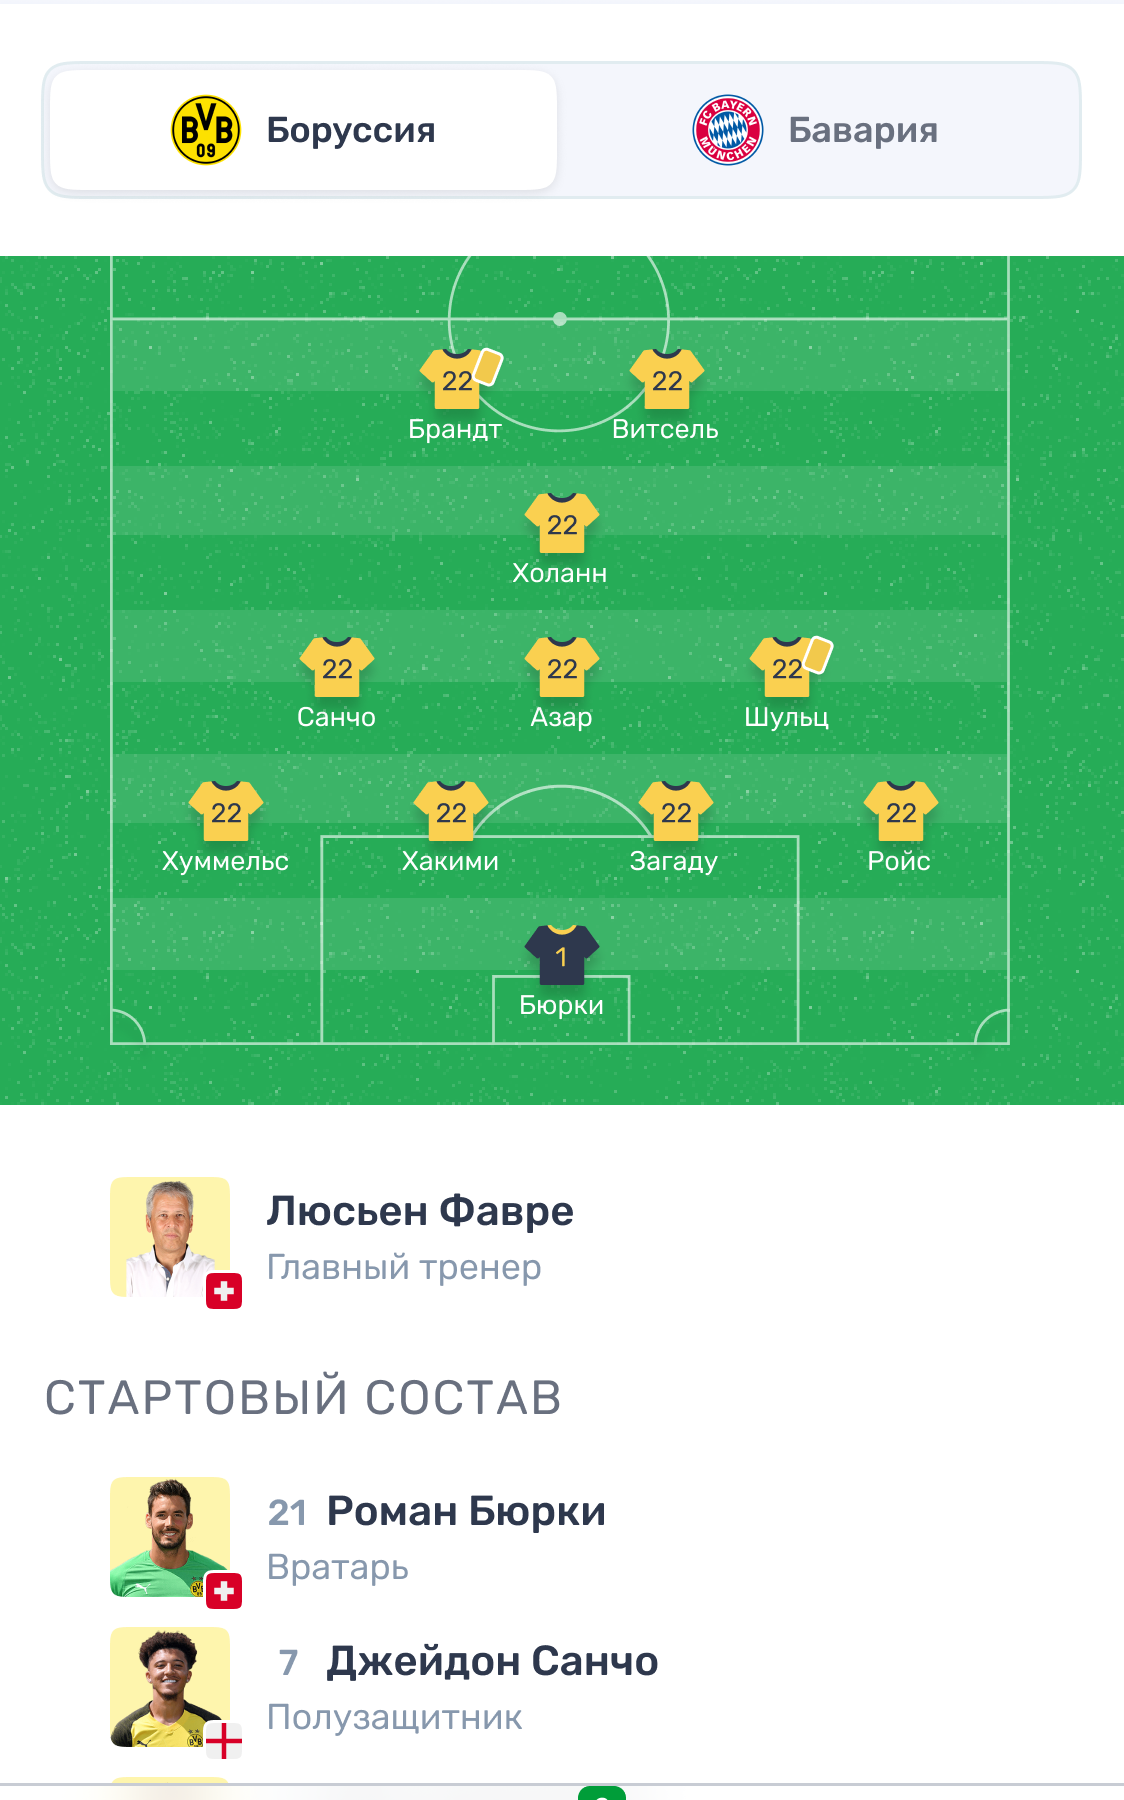 BVB 09 Боруссия
FC BAYERN MÜNCHEN Бавария
22 22
Брандт Витсель
22
Холанн
22 22 22
Санчо Азар Шульц
22 22 22 22
Хуммельс Хакими Загаду Ройс
1
Бюрки
Люсьен Фавре
Главный тренер
СТАРТОВЫЙ СОСТАВ
21 Роман Бюрки
Вратарь
7 Джейдон Санчо
Полузащитник